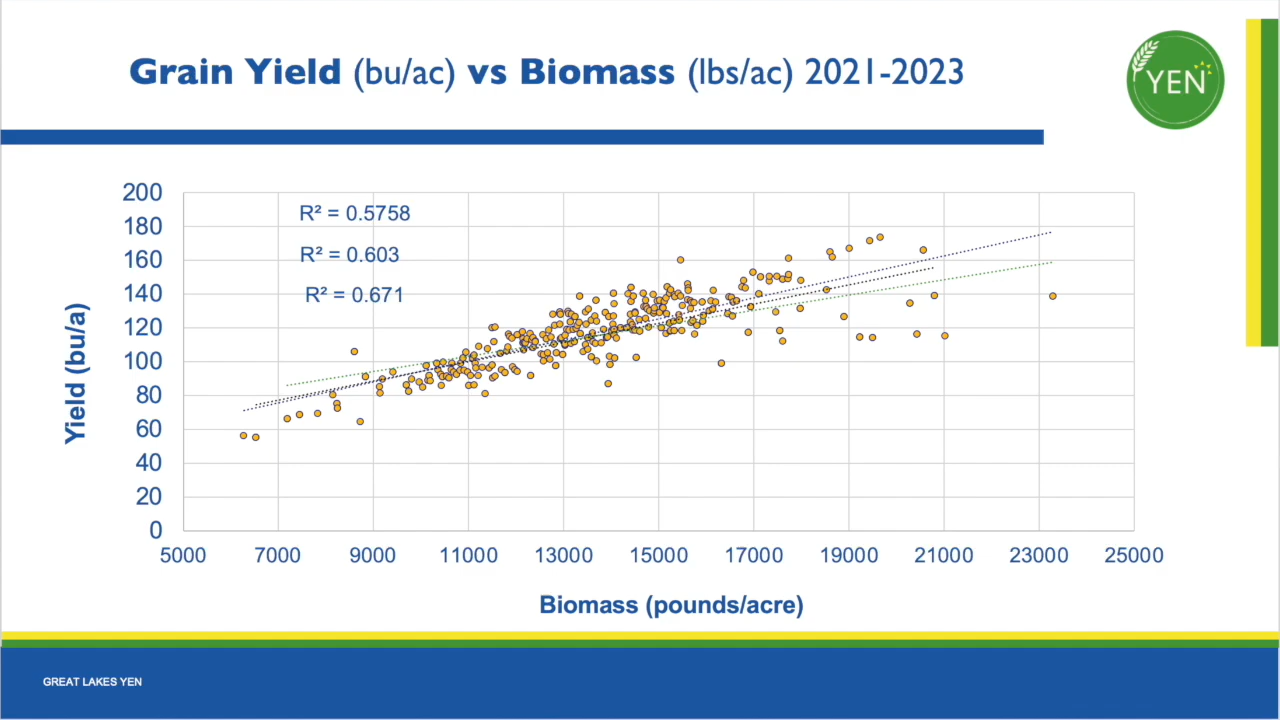 Grain Yield (bu/ac) vs Biomass (lbs/ac) 2021-2023
YEN
200
180
160
140
120
100
80
60
40
20
0
R² = 0.5758
R² = 0.603
R² = 0.671
Yield (bu/a)
5000 7000 9000 11000 13000 15000 17000 19000 21000 23000 25000
Biomass (pounds/acre)
GREAT LAKES YEN